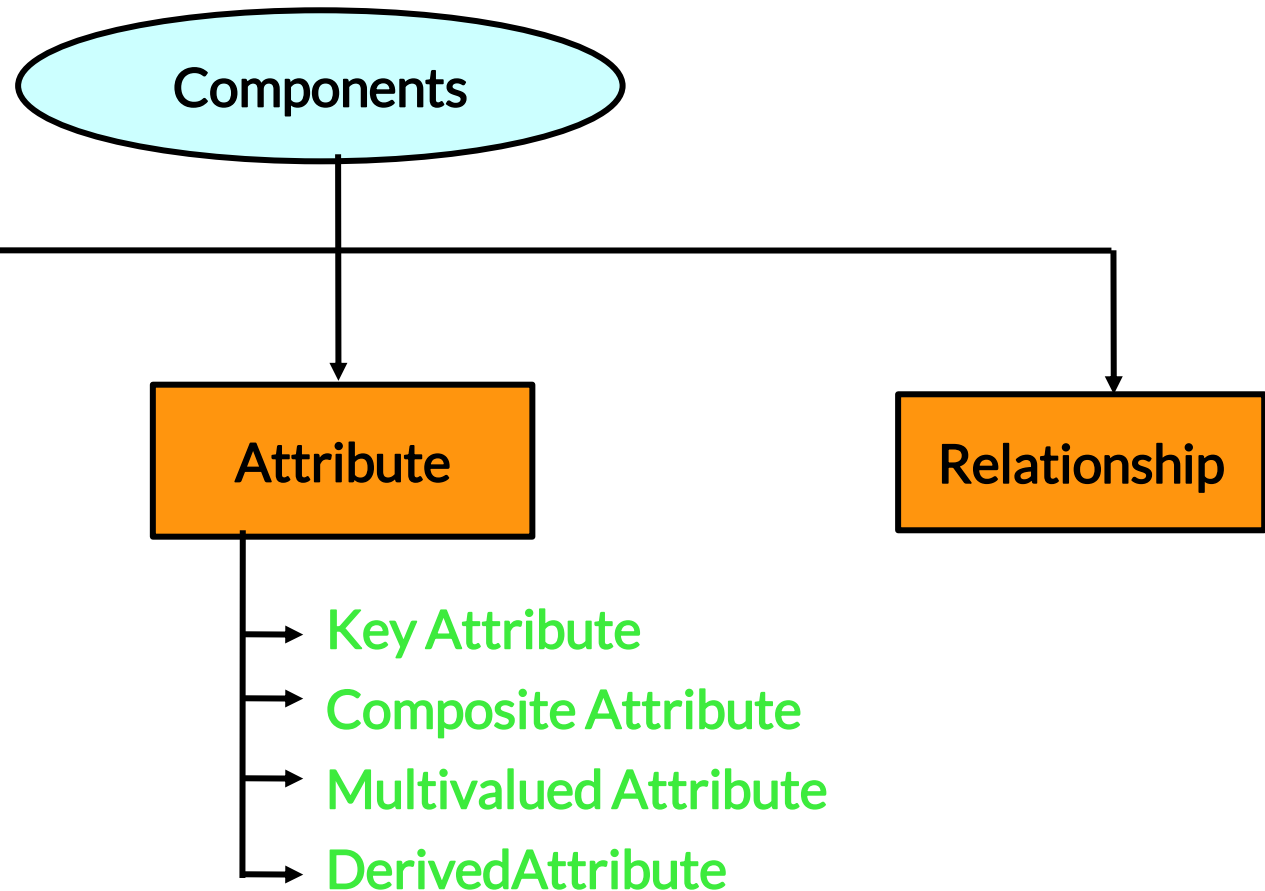 Components
Attribute
Relationship
Key Attribute
Composite Attribute
Multivalued Attribute
DerivedAttribute